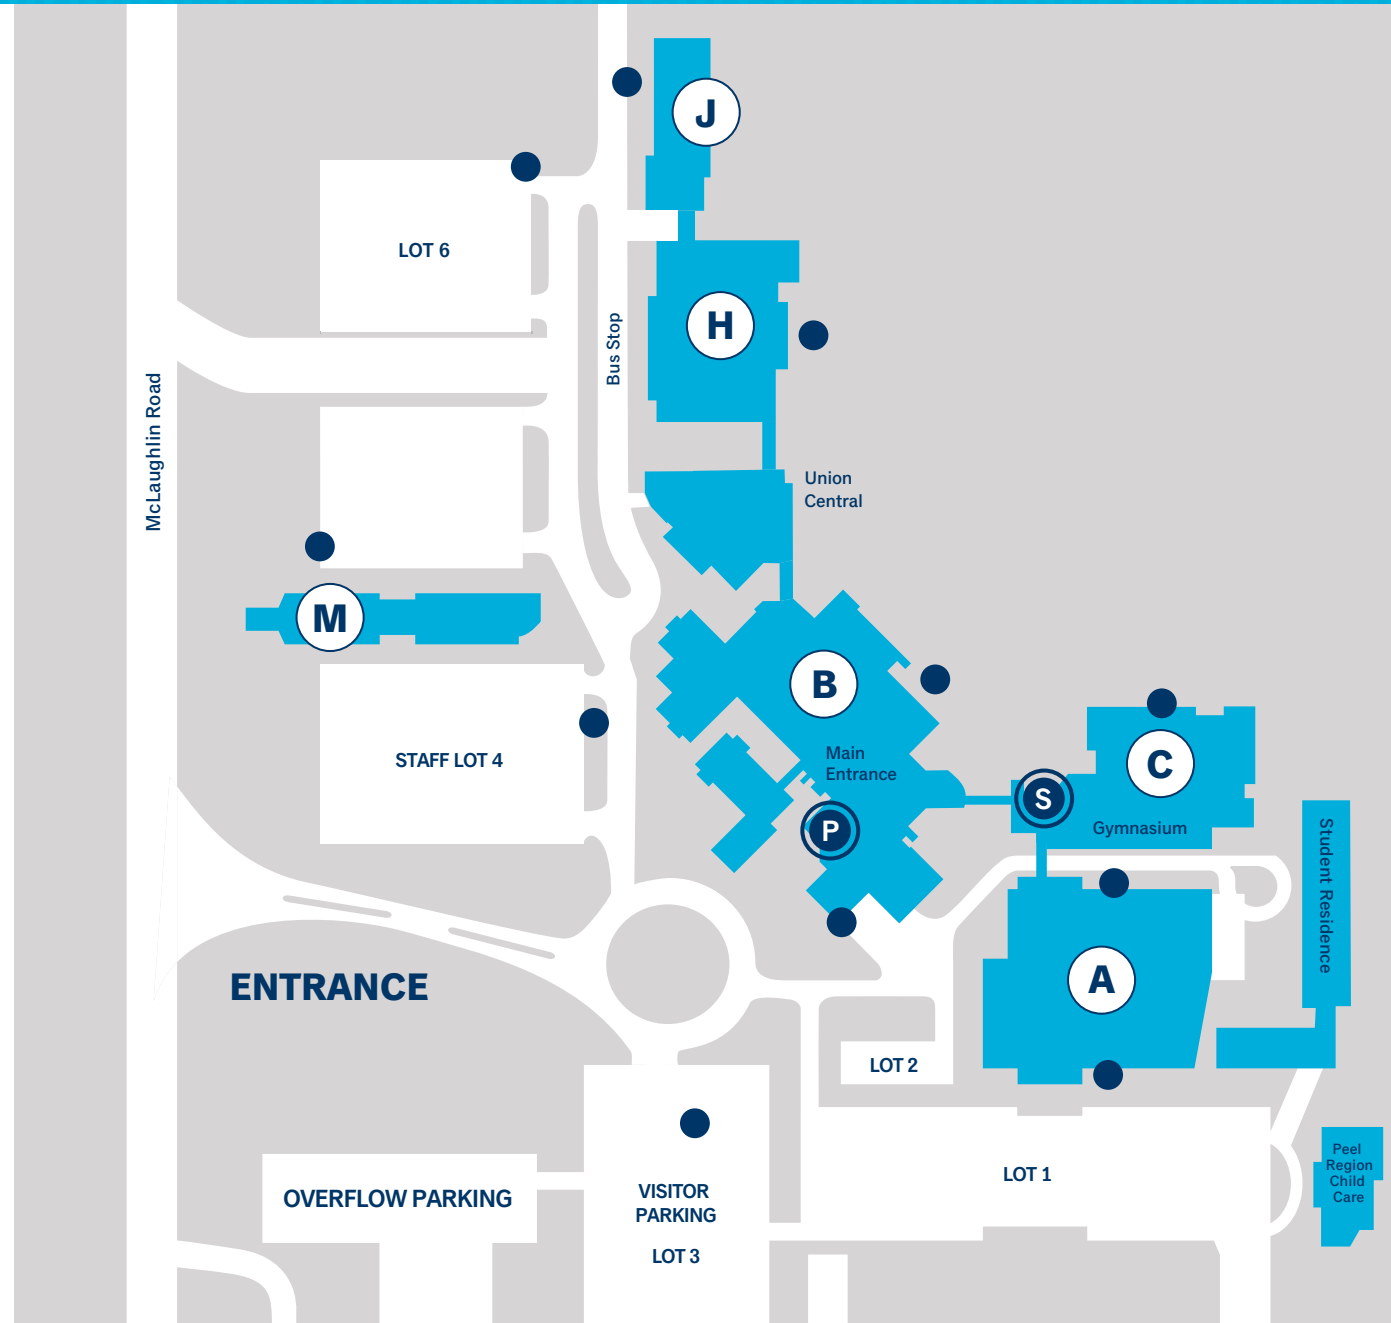 J
LOT 6
H
Bus Stop
McLaughlin Road
Union
Central
M
B
Main
Entrance
STAFF LOT 4
C
S
Gymnasium
P
Student Residence
A
ENTRANCE
LOT 2
Peel
Region
Child
Care
LOT 1
OVERFLOW PARKING
VISITOR
PARKING
LOT 3